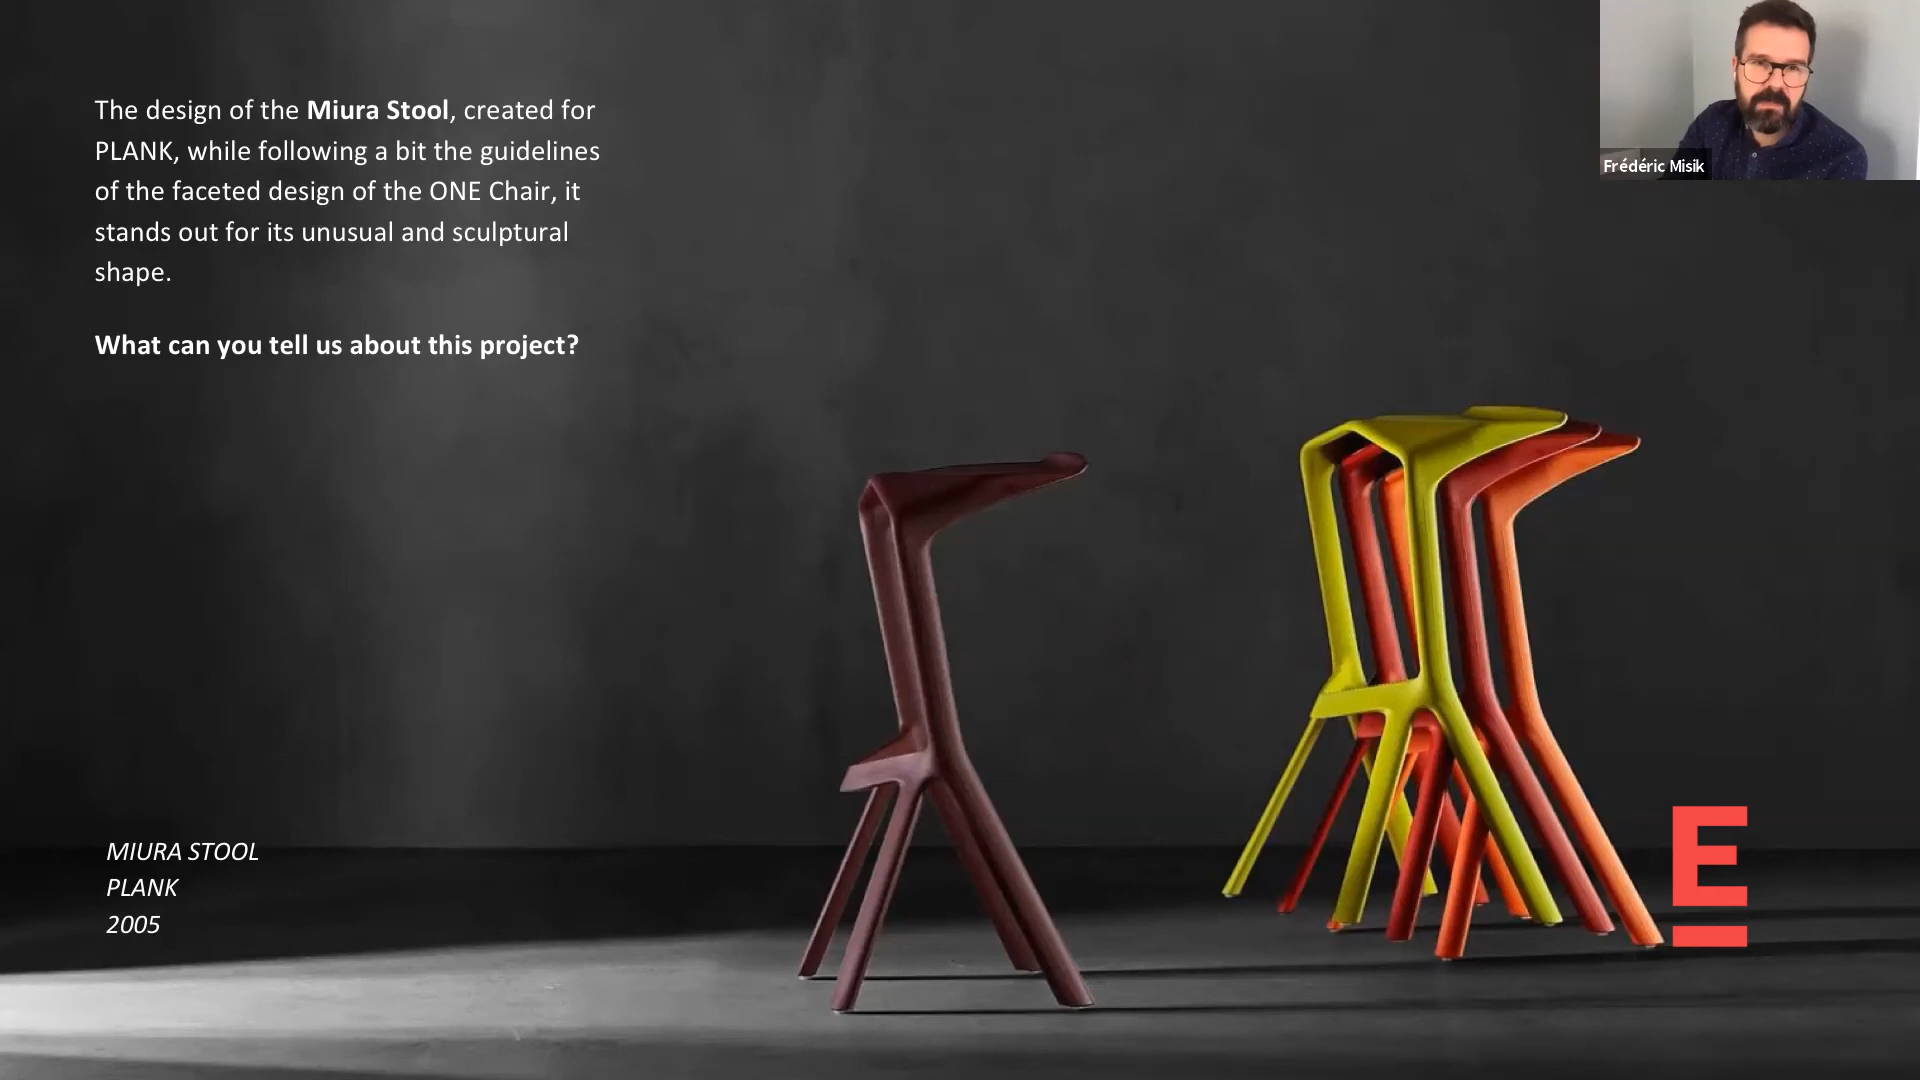 The design of the Miura Stool, created for
PLANK, while following a bit the guidelines
of the faceted design of the ONE Chair, it
stands out for its unusual and sculptural
shape.
What can you tell us about this project?
Frédéric Misik
MIURA STOOL
PLANK
2005
E